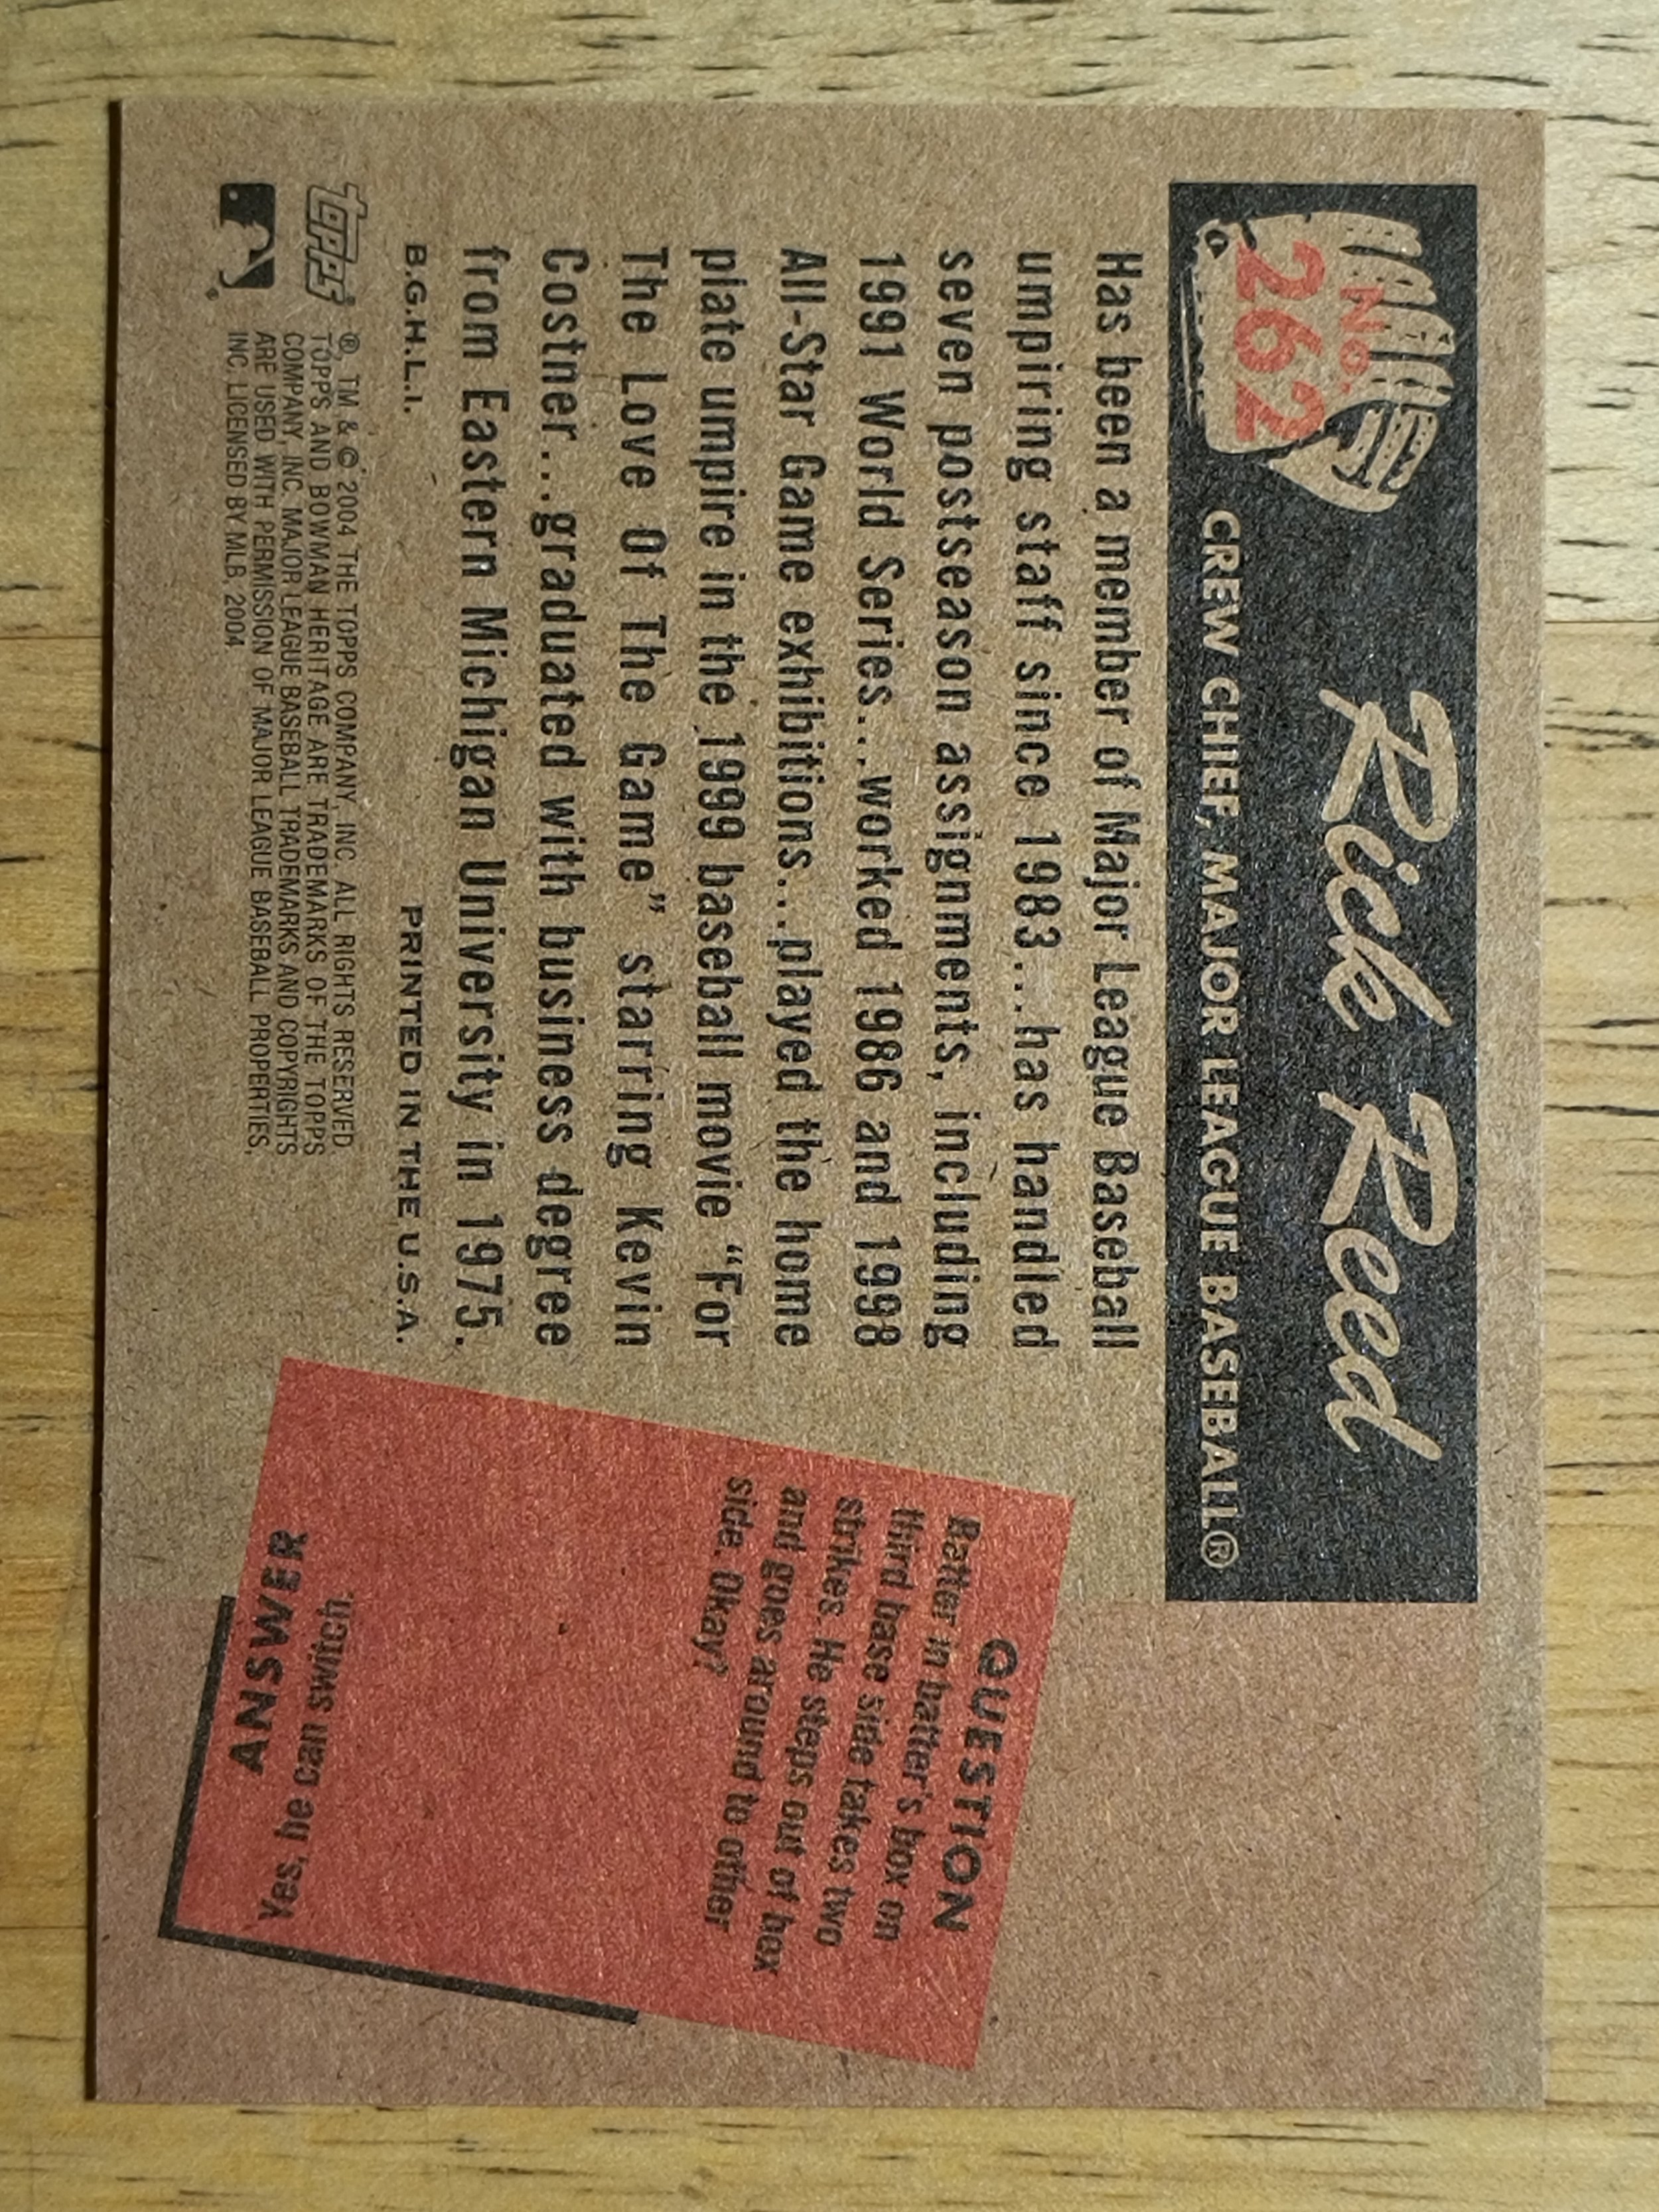 No.
262
Rick Reed
CREW CHIEF, MAJOR LEAGUE BASEBALL®
Has been a member of Major League Baseball
umpiring staff since 1983...has handled
seven postseason assignments, including
1991 World Series...worked 1986 and 1998
All-Star Game exhibitions...played the home
plate umpire in the 1999 baseball movie "For
The Love Of The Game" starring Kevin
Costner...graduated with business degree
from Eastern Michigan University in 1975.
B.G.H.L.I. PRINTED IN THE U.S.A.
topps®
®, TM & © 2004 THE TOPPS COMPANY, INC. ALL RIGHTS RESERVED.
TOPPS AND BOWMAN HERITAGE ARE TRADEMARKS OF THE TOPPS
COMPANY, INC. MAJOR LEAGUE BASEBALL TRADEMARKS AND COPYRIGHTS
ARE USED WITH PERMISSION OF MAJOR LEAGUE BASEBALL PROPERTIES,
INC. LICENSED BY MLB. 2004
QUESTION
Batter in batter's box on
third base side takes two
strikes. He steps out of box
and goes around to other
side. Okay?
ANSWER
Yes, he can switch.